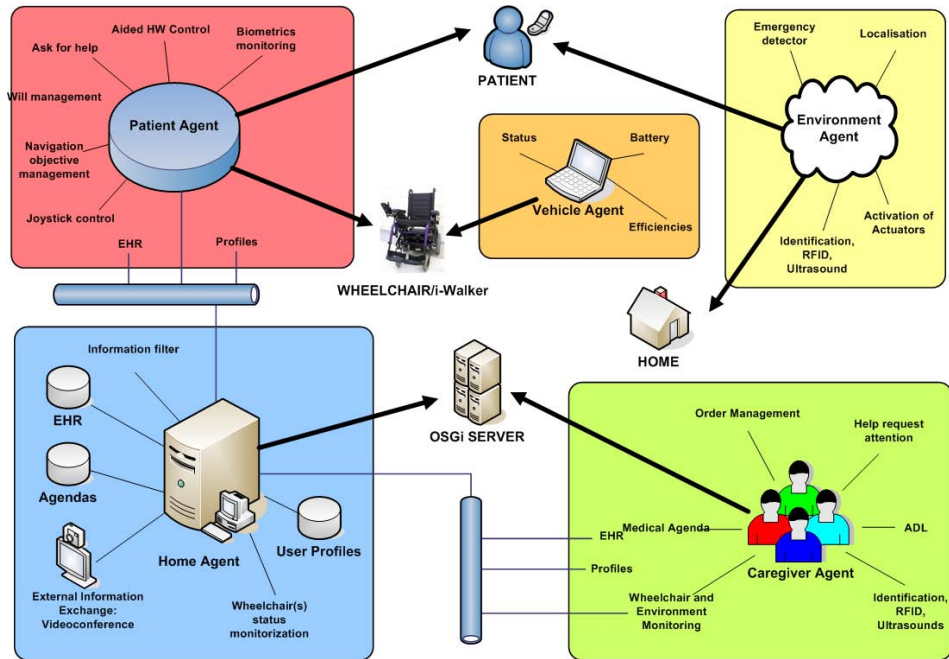 Aided HW Control
Biometrics
monitoring
Ask for help
Will management
Patient Agent
Navigation
objective
management
Joystick control
EHR
Profiles
PATIENT
Emergency
detector
Localisation
Environment
Agent
Activation of
Actuators
Identification,
RFID,
Ultrasound
Status
Battery
Vehicle Agent
Efficiencies
WHEELCHAIR/i-Walker
HOME
Information filter
EHR
Agendas
Home Agent
User Profiles
External Information
Exchange:
Videoconference
Wheelchair(s)
status
monitorization
OSGi SERVER
Order Management
Help request
attention
EHR
Medical Agenda
ADL
Profiles
Caregiver Agent
Wheelchair and
Environment
Monitoring
Identification,
RFID,
Ultrasounds